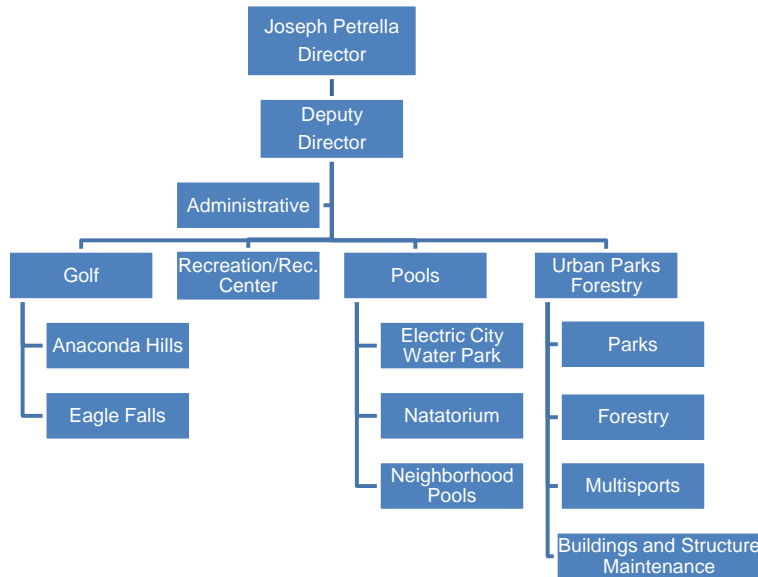 Joseph Petrella
Director
Deputy
Director
Administrative
Golf
Recreation/Rec.
Center
Pools
Urban Parks
Forestry
Anaconda Hills
Eagle Falls
Electric City
Water Park
Natatorium
Neighborhood
Pools
Parks
Forestry
Multisports
Buildings and Structure
Maintenance